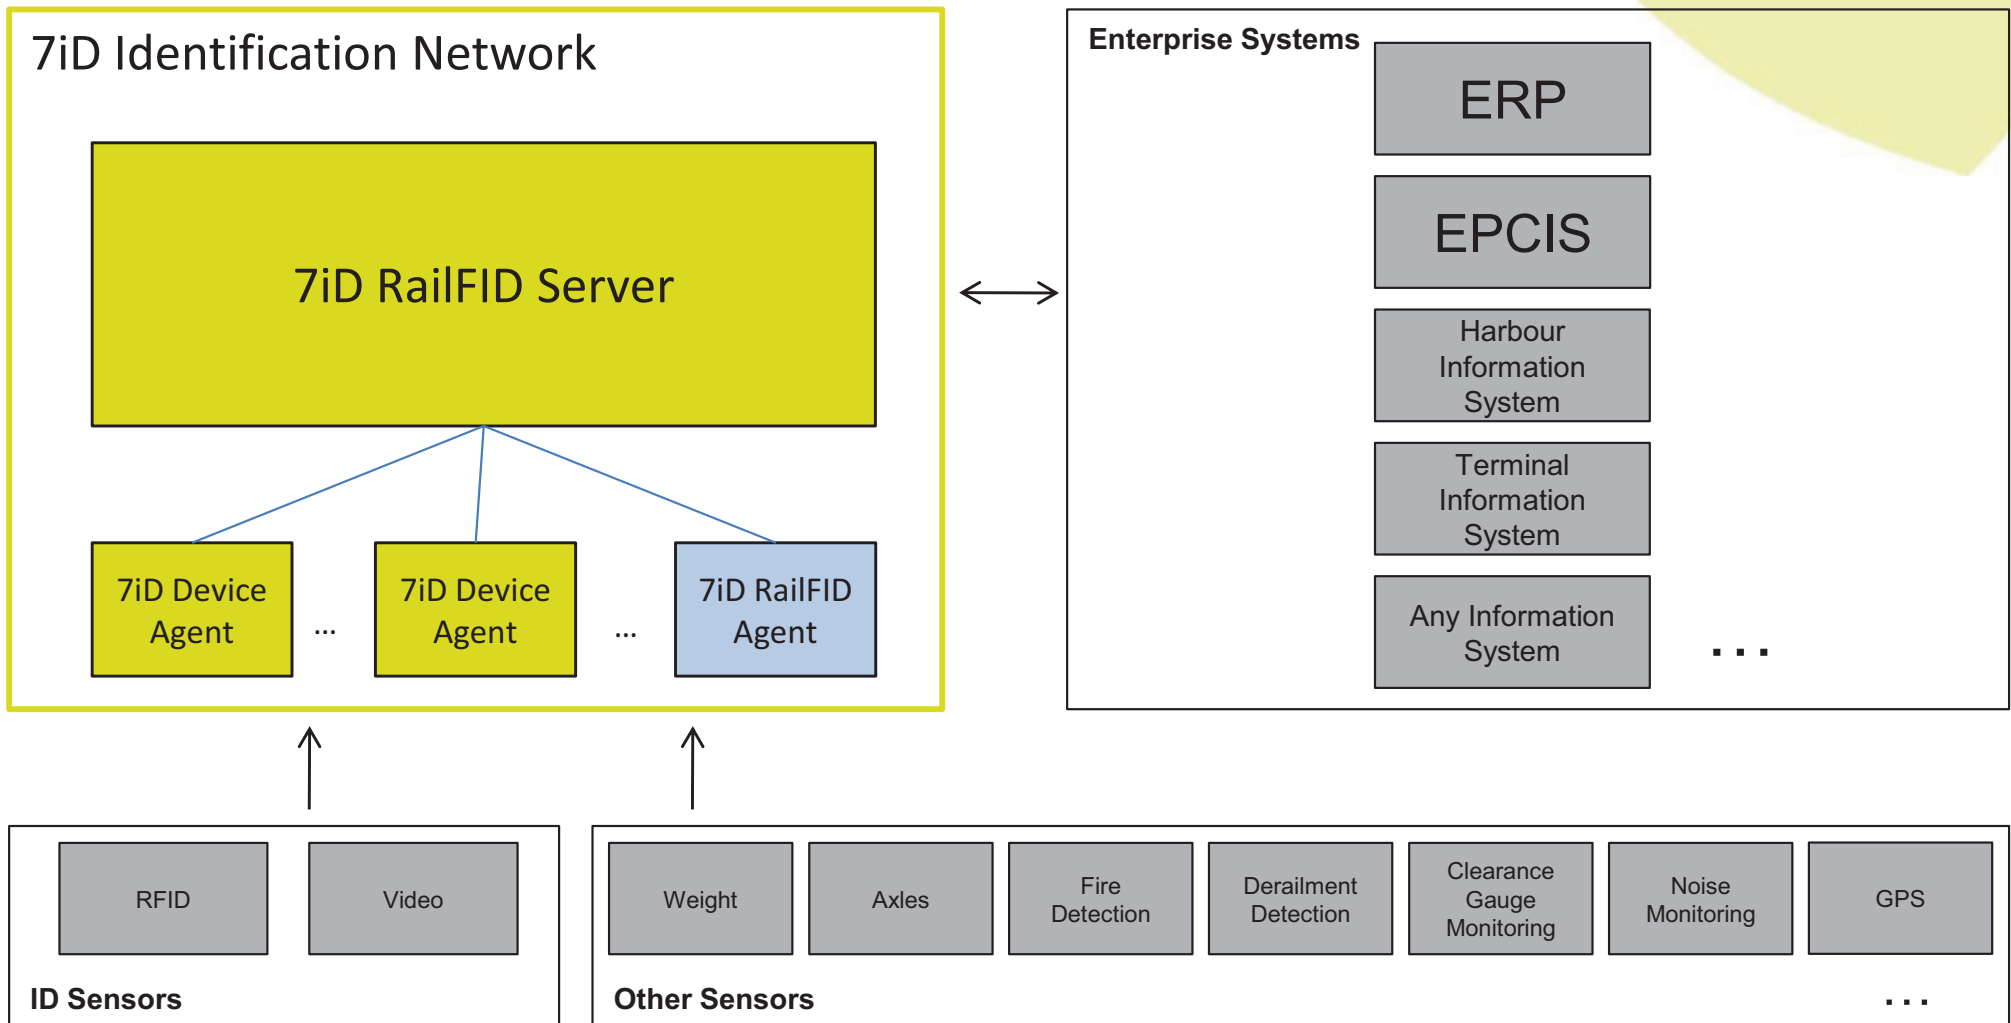 7iD Identification Network
7iD RailFID Server
7iD Device
Agent
...
7iD Device
Agent
...
7iD RailFID
Agent
Enterprise Systems
ERP
EPCIS
Harbour
Information
System
Terminal
Information
System
Any Information
System
...
RFID
Video
ID Sensors
Weight
Axles
Fire
Detection
Derailment
Detection
Clearance
Gauge
Monitoring
Noise
Monitoring
GPS
Other Sensors
...